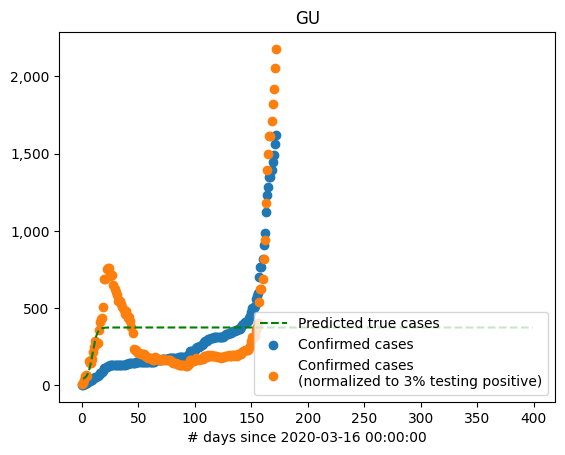 GU
2,000
1,500
1,000
500
0
Predicted true cases
Confirmed cases
Confirmed cases
(normalized to 3% testing positive)
0 50 100 150 200 250 300 350 400
# days since 2020-03-16 00:00:00